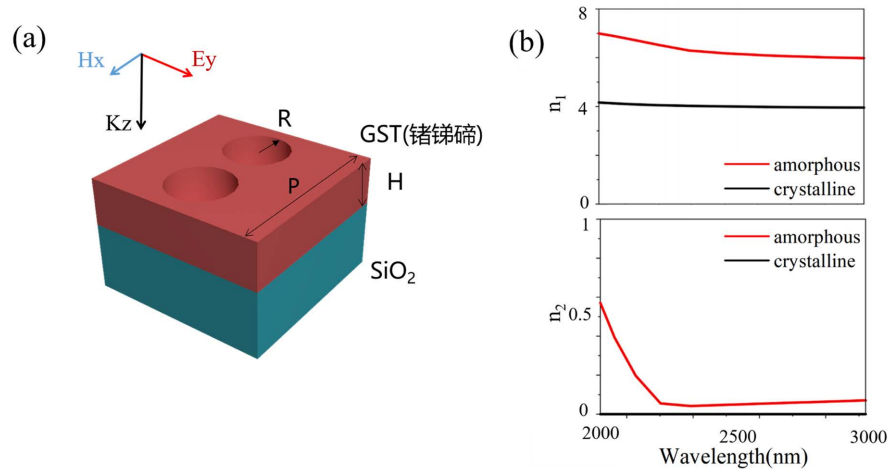 (a)
Hx
Ey
Kz
R
GST(锗锑碲)
P
H
SiO₂
(b)
8
n₁
4
amorphous
crystalline
0
1
amorphous
crystalline
n₂
0.5
0
2000
2500
3000
Wavelength(nm)